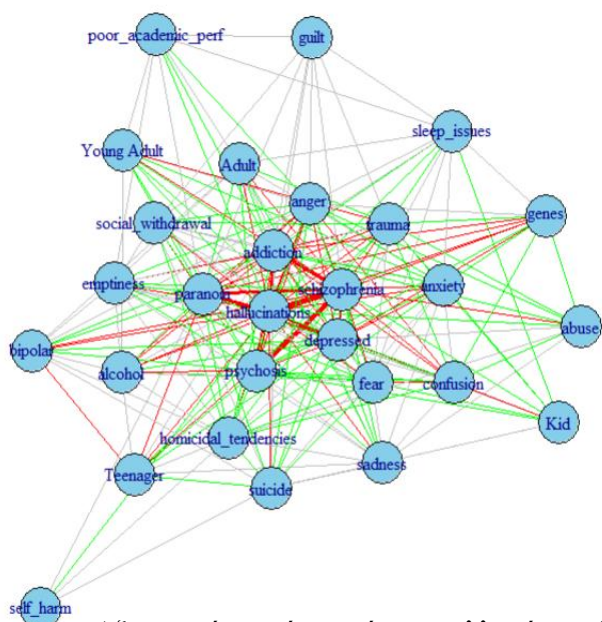 poor_academic_perf
guilt
sleep_issues
Young Adult
Adult
anger
social_withdrawal
trauma
genes
addiction
emptiness
paranoia
schizophrenia
anxiety
hallucinations
abuse
bipolar
depressed
alcohol
psychosis
fear
confusion
Kid
homicidal_tendencies
Teenager
suicide
sadness
self_harm